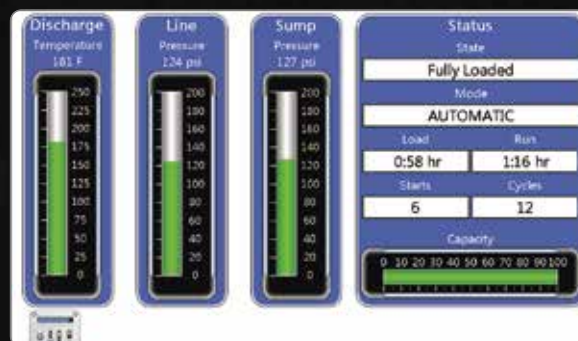 Discharge
Temperature
181 F
250
225
200
175
150
125
100
75
50
25
0
Line
Pressure
124 psi
200
180
160
140
120
100
80
60
40
20
0
Sump
Pressure
127 psi
200
180
160
140
120
100
80
60
40
20
0
Status
State
Fully Loaded
Mode
AUTOMATIC
Load Run
0:58 hr 1:16 hr
Starts Cycles
6 12
Capacity
0 10 20 30 40 50 60 70 80 90 100